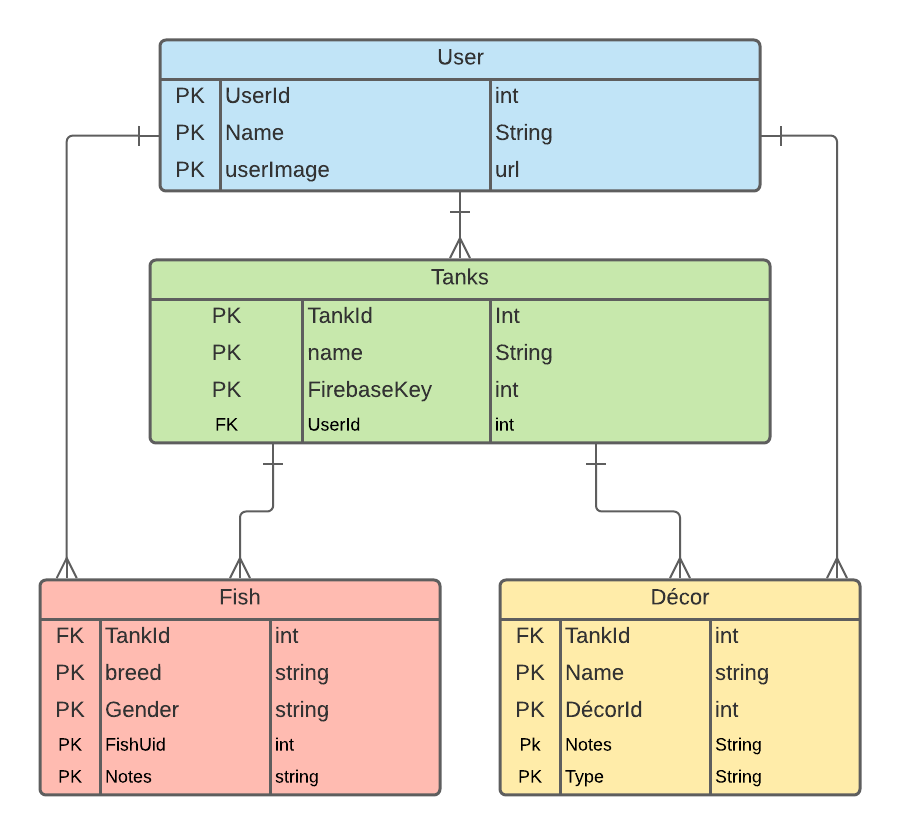 User
PK UserId int
PK Name String
PK userImage url
Tanks
PK TankId Int
PK name String
PK FirebaseKey int
FK UserId int
Fish
FK TankId int
PK breed string
PK Gender string
PK FishUid int
PK Notes string
Décor
FK TankId int
PK Name string
PK DécorId int
Pk Notes String
PK Type String